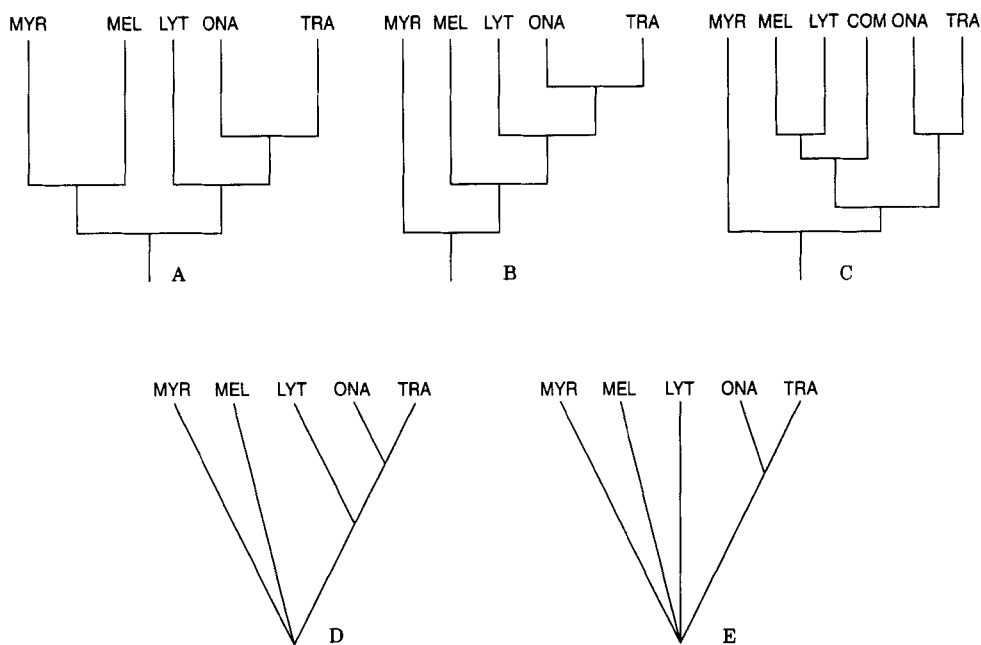 MYR MEL LYT ONA TRA
MYR MEL LYT ONA TRA
MYR MEL LYT COM ONA TRA
A
B
C
MYR MEL LYT ONA TRA
MYR MEL LYT ONA TRA
D
E